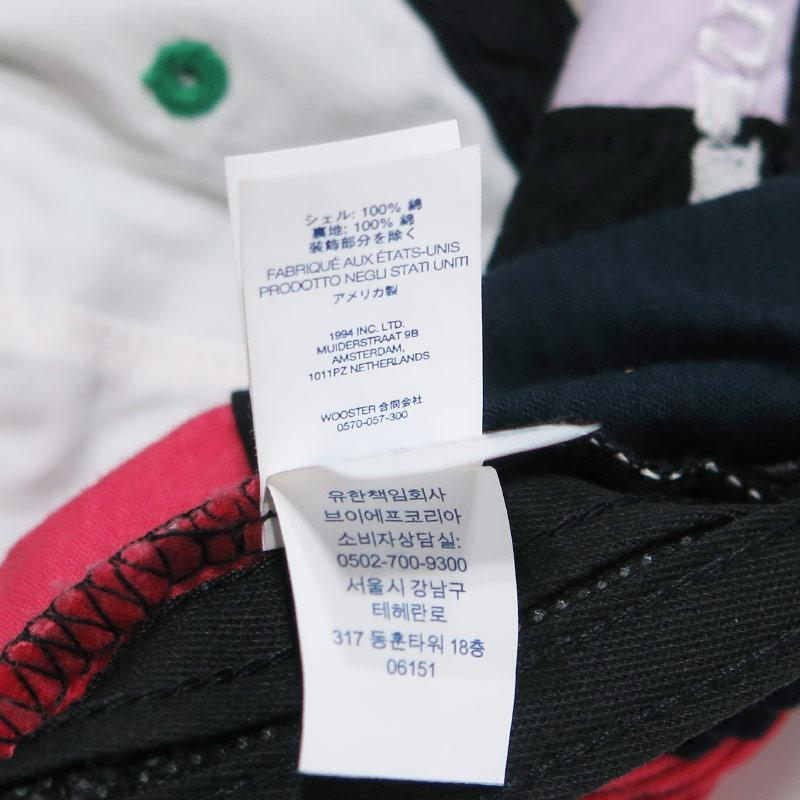 シェル: 100% 綿
裏地: 100% 綿
装飾部分を除く
FABRIQUÉ AUX ÉTATS-UNIS
PRODOTTO NEGLI STATI UNITI
アメリカ製
1994 INC. LTD.
MUIDERSTRAAT 9B
AMSTERDAM,
1011PZ NETHERLANDS
WOOSTER 合同会社
0570-057-300
유한책임회사
브이에프코리아
소비자상담실:
0502-700-9300
서울시 강남구
테헤란로
317 동훈타워 18층
06151